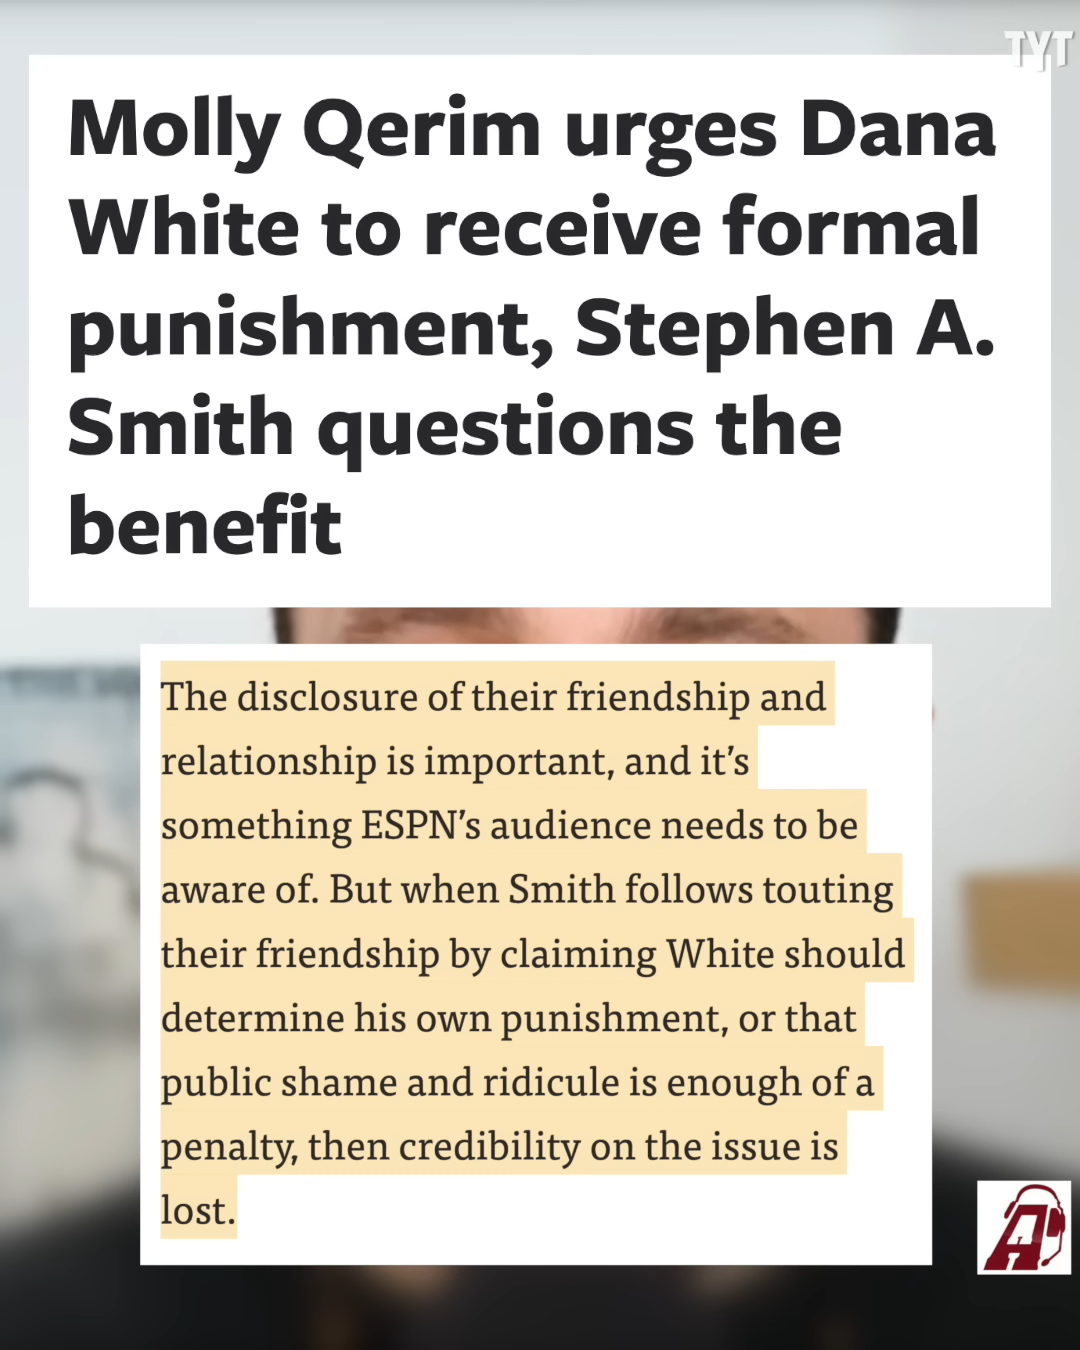 TYT
Molly Qerim urges Dana
White to receive formal
punishment, Stephen A.
Smith questions the
benefit
The disclosure of their friendship and
relationship is important, and it’s
something ESPN’s audience needs to be
aware of. But when Smith follows touting
their friendship by claiming White should
determine his own punishment, or that
public shame and ridicule is enough of a
penalty, then credibility on the issue is
lost.
A